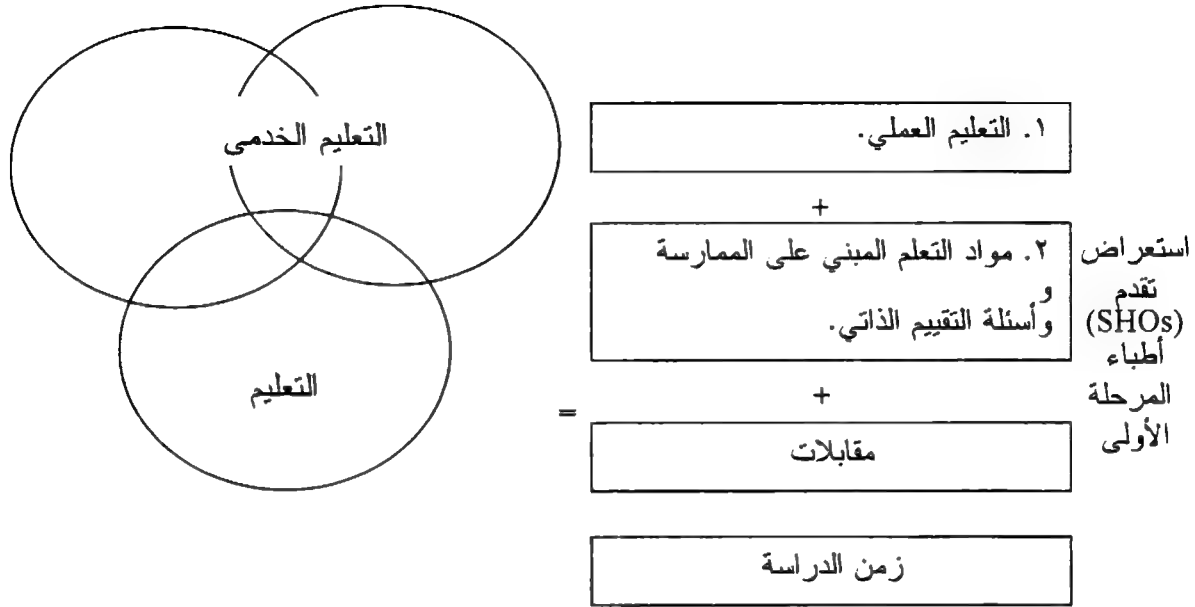 التعليم الخدمى
التعليم
=
١. التعليم العملي.
+
٢. مواد التعلم المبني على الممارسة
و
وأسئلة التقييم الذاتي.
+
مقابلات
زمن الدراسة
استعراض
تقدم
(SHOs)
أطباء
المرحلة
الأولى